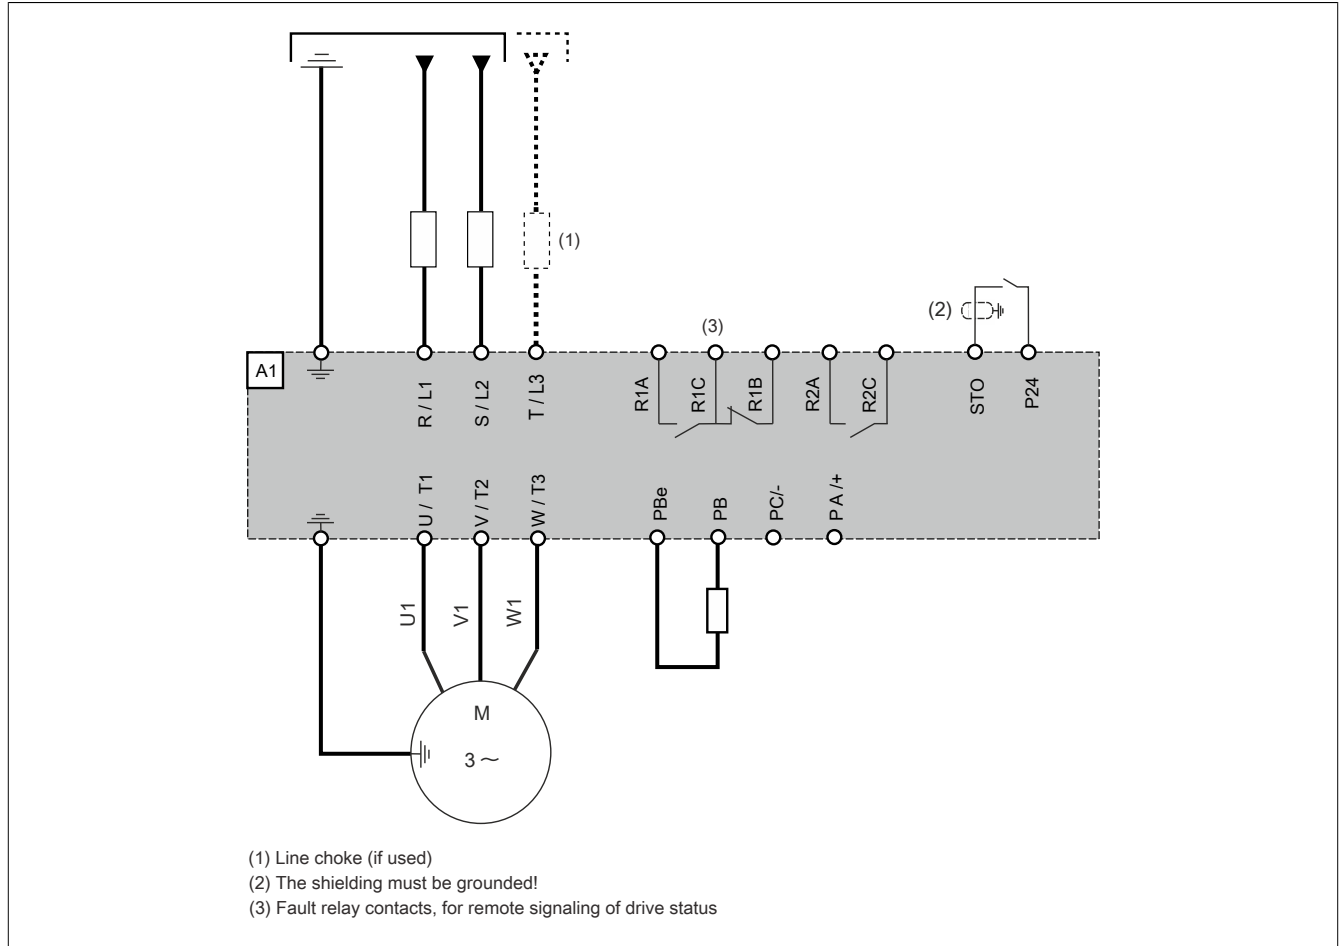 (1)
(2)
(3)
A1
R / L1
S / L2
T / L3
R1A
R1C
R1B
R2A
R2C
STO
P24
U / T1
V / T2
W / T3
PBe
PB
PC/-
P A /+
U1
V1
W1
M
3 ~
(1) Line choke (if used)
(2) The shielding must be grounded!
(3) Fault relay contacts, for remote signaling of drive status